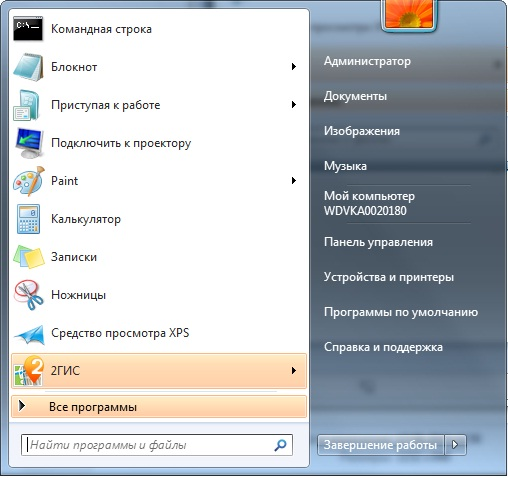 Командная строка
Блокнот
Приступая к работе
Подключить к проектору
Paint
Калькулятор
Записки
Ножницы
Средство просмотра XPS
2ГИС
Все программы
Найти программы и файлы
Администратор
Документы
Изображения
Музыка
Мой компьютер
WDVKA0020180
Панель управления
Устройства и принтеры
Программы по умолчанию
Справка и поддержка
Завершение работы